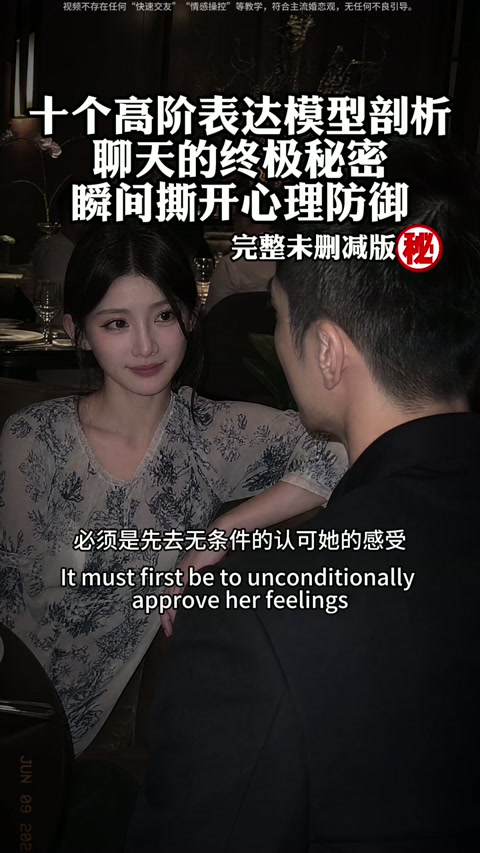 视频不存在任何“快速交友”“情感操控”等教学，符合主流婚恋观，无任何不良引导。
十个高阶表达模型剖析
聊天的终极秘密
瞬间撕开心理防御
完整未删减版 秘
必须是先去无条件的认可她的感受
It must first be to unconditionally
approve her feelings
JUN 09 202